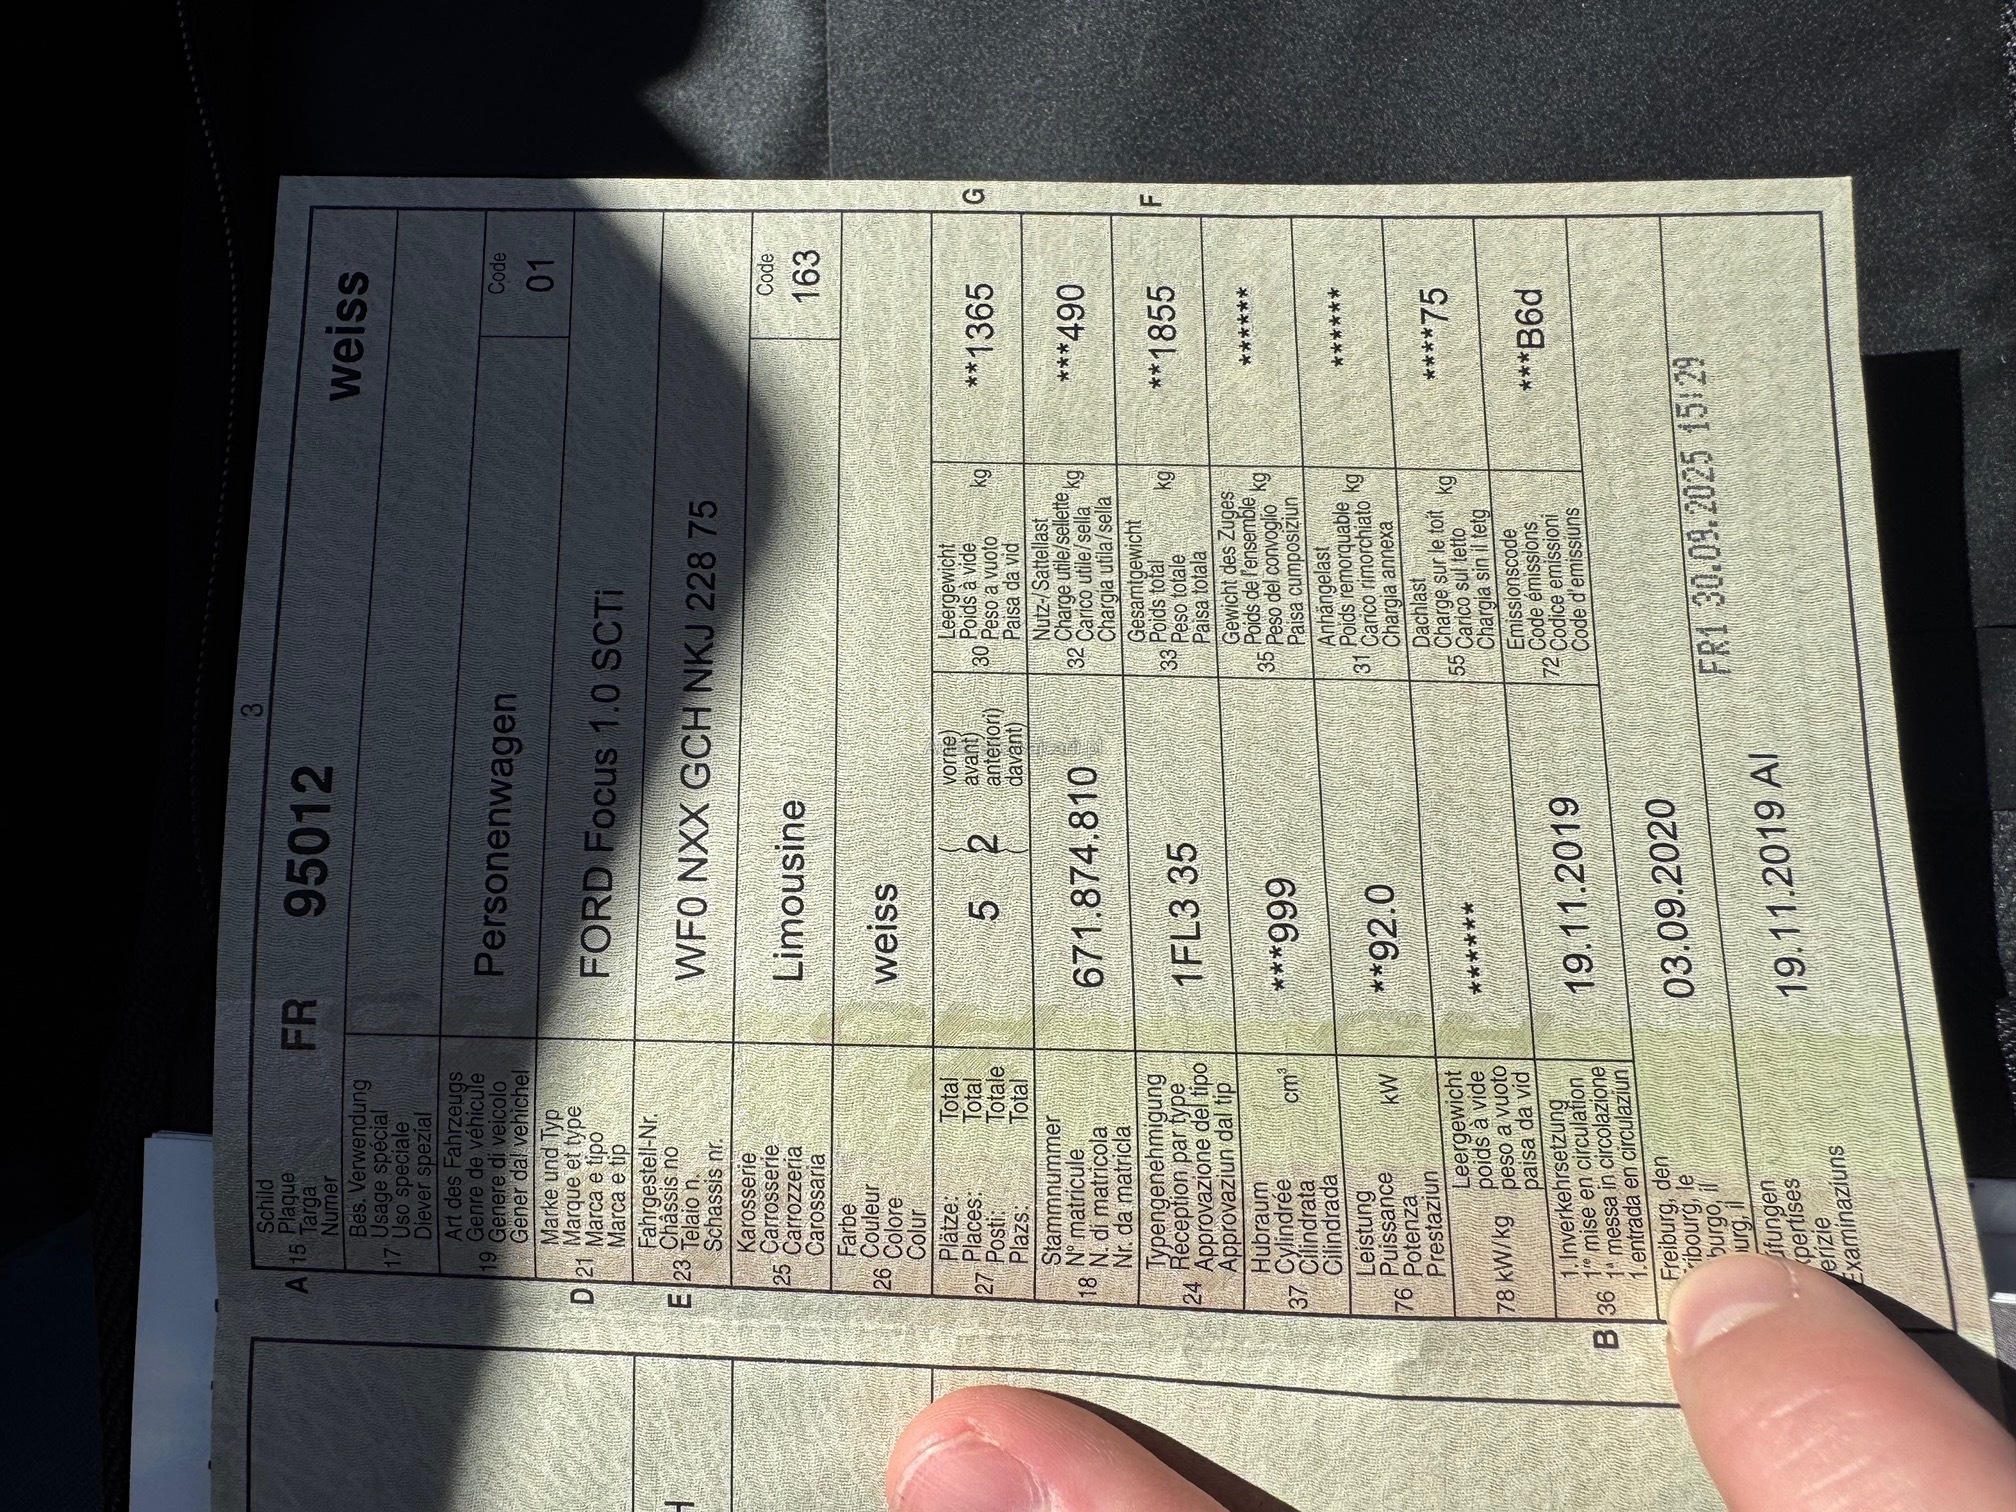 3
A
15
Schild
Plaque
Targa
Numer
FR 95012 weiss
17
Bes. Verwendung
Usage special
Uso speciale
Diever spezial
19
Art des Fahrzeugs
Genre de véhicule
Genere di veicolo
Gener dal vehichel
Personenwagen
Code
01
D
21
Marke und Typ
Marque et type
Marca e tipo
Marca e tip
FORD Focus 1.0 SCTi
E
23
Fahrgestell-Nr.
Châssis no
Telaio n.
Schassis nr.
WF0 NXX GCH NKJ 228 75
25
Karosserie
Carrosserie
Carrozzeria
Carossaria
Limousine
Code
163
26
Farbe
Couleur
Colore
Colur
weiss
27
Plätze: Total
Places: Total
Posti: Totale
Plazs: Total
5 ( 2 vorne)
avant)
anteriori)
davant)
30
Leergewicht
Poids à vide
Peso a vuoto
Paisa da vid
kg
**1365
G
18
Stammnummer
N° matricule
N. di matricola
Nr. da matricla
671.874.810
32
Nutz-/Sattellast
Charge utile/sellette
Carico utile/ sella
Chargia utila/sella
kg
***490
24
Typengenehmigung
Réception par type
Approvazione del tipo
Approvaziun dal tip
1FL3 35
33
Gesamtgewicht
Poids total
Peso totale
Paisa totala
kg
**1855
F
37
Hubraum
Cylindrée
Cilindrata
Cilindrada
cm³
***999
35
Gewicht des Zuges
Poids de l'ensemble
Peso del convoglio
Paisa cumposiziun
kg
******
76
Leistung
Puissance
Potenza
Prestaziun
kW
**92.0
31
Anhängelast
Poids remorquable
Carico rimorchiato
Chargia annexa
kg
******
78 kW/kg
Leergewicht
poids à vide
peso a vuoto
paisa da vid
******
55
Dachlast
Charge sur le toit
Carico sul tetto
Chargia sin il tetg
kg
****75
B
36
1.Inverkehrsetzung
1re mise en circulation
1a messa in circolazione
1.entrada en circulaziun
19.11.2019
72
Emissionscode
Code émissions
Codice emissioni
Code d'emissiuns
***B6d
Freiburg, den
ribourg, le
burgo, il
urg, il
03.09.2020
FR1 30.09.2025 15:29
üfungen
xpertises
erizie
Examinaziuns
19.11.2019 AI
H